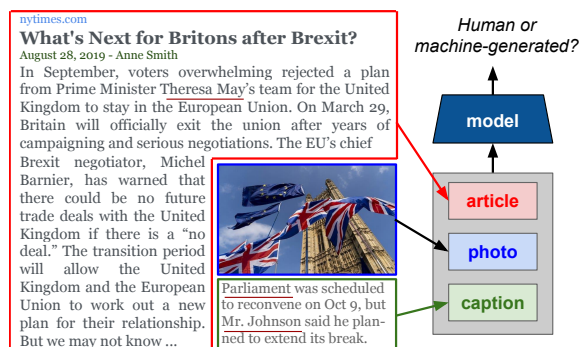 nytimes.com
What's Next for Britons after Brexit?
August 28, 2019 - Anne Smith
In September, voters overwhelming rejected a plan
from Prime Minister Theresa May's team for the United
Kingdom to stay in the European Union. On March 29,
Britain will officially exit the union after years of
campaigning and serious negotiations. The EU's chief
Brexit negotiator, Michel
Barnier, has warned that
there could be no future
trade deals with the United
Kingdom if there is a “no
deal.” The transition period
will allow the United
Kingdom and the European
Union to work out a new
plan for their relationship.
But we may not know ...
Parliament was scheduled
to reconvene on Oct 9, but
Mr. Johnson said he plan-
ned to extend its break.
Human or
machine-generated?
model
article
photo
caption